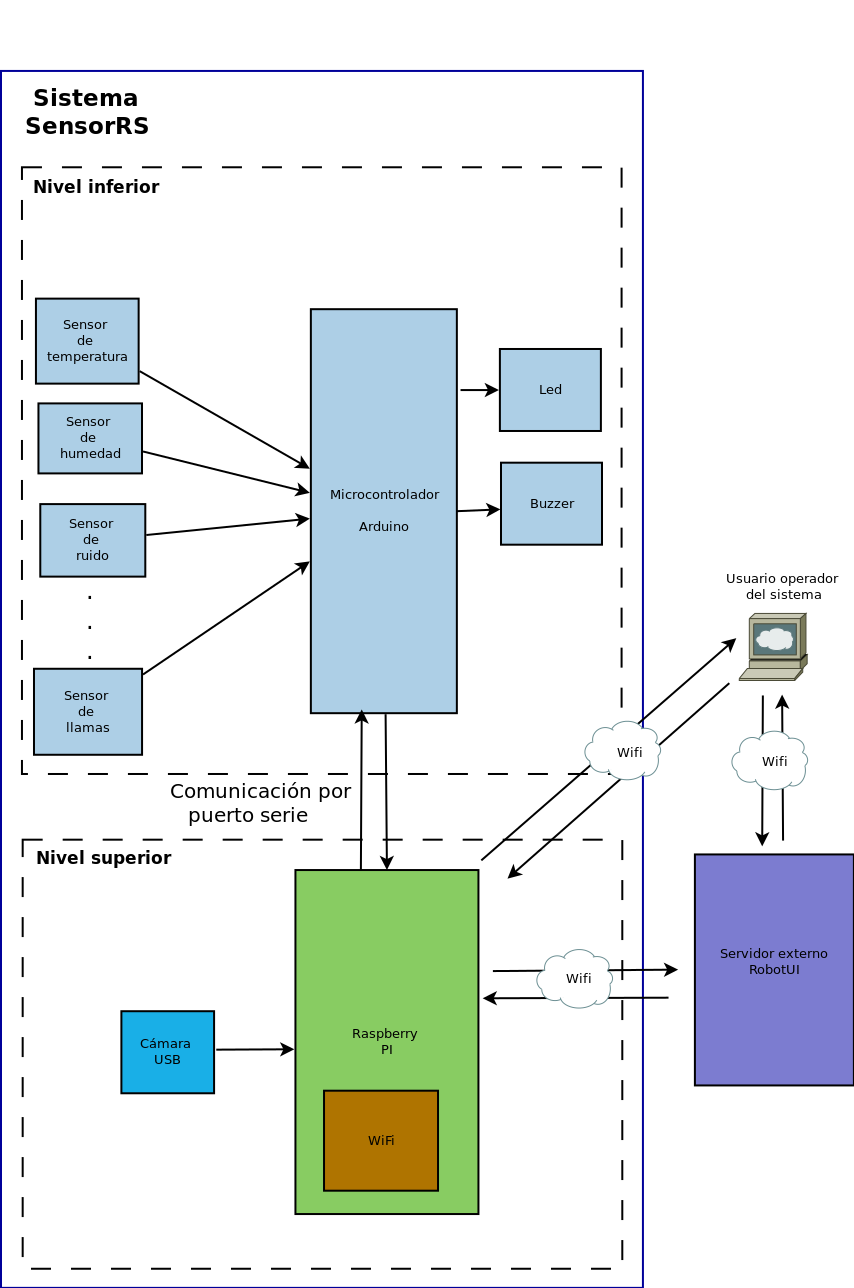 Sistema
SensorRS
Nivel inferior
Sensor
de
temperatura
Sensor
de
humedad
Sensor
de
ruido
.
.
.
Sensor
de
llamas
Microcontrolador
Arduino
Led
Buzzer
Usuario operador
del sistema
Wifi
Wifi
Comunicación por
puerto serie
Nivel superior
Servidor externo
RobotUI
Wifi
Raspberry
PI
Cámara
USB
WiFi